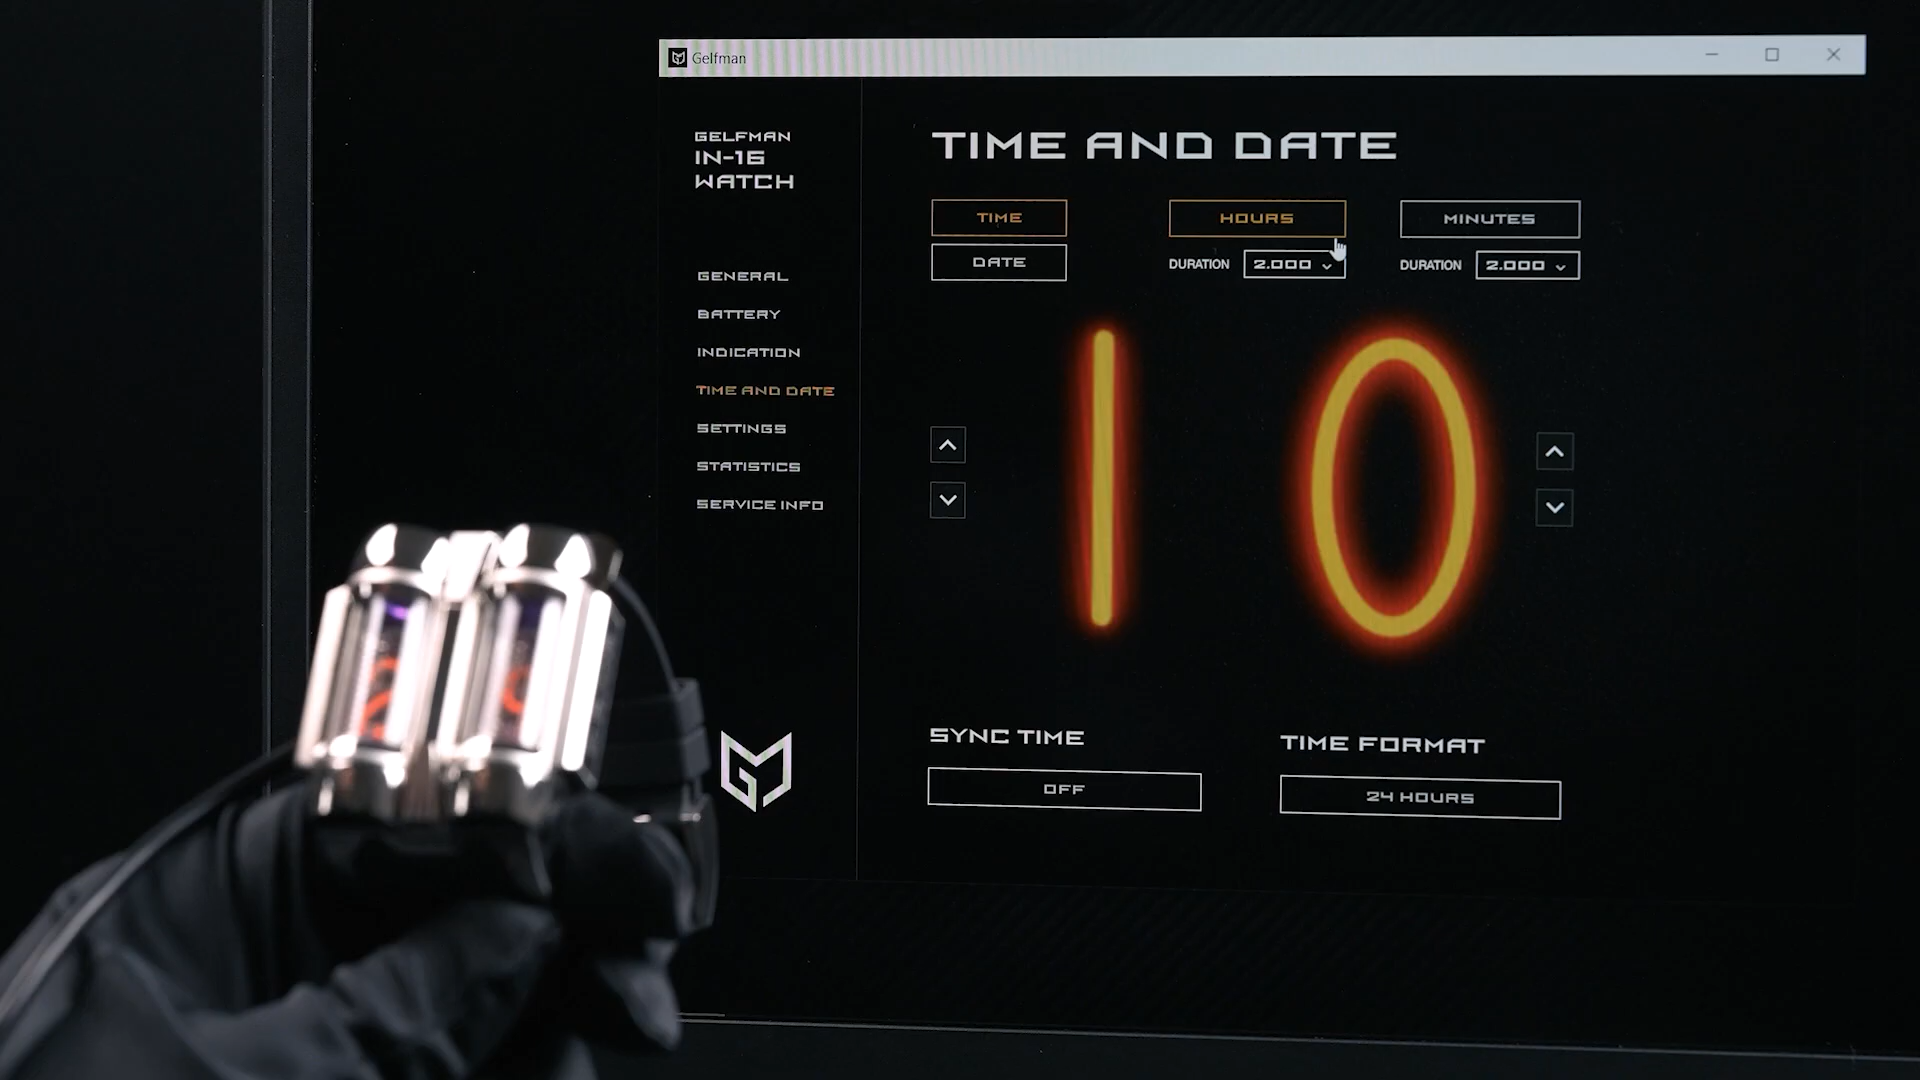 Gelfman
GELFMAN
IN-16
WATCH
GENERAL
BATTERY
INDICATION
TIME AND DATE
SETTINGS
STATISTICS
SERVICE INFO
TIME AND DATE
TIME
DATE
HOURS
DURATION 2.000
MINUTES
DURATION 2.000
10
SYNC TIME
OFF
TIME FORMAT
24 HOURS